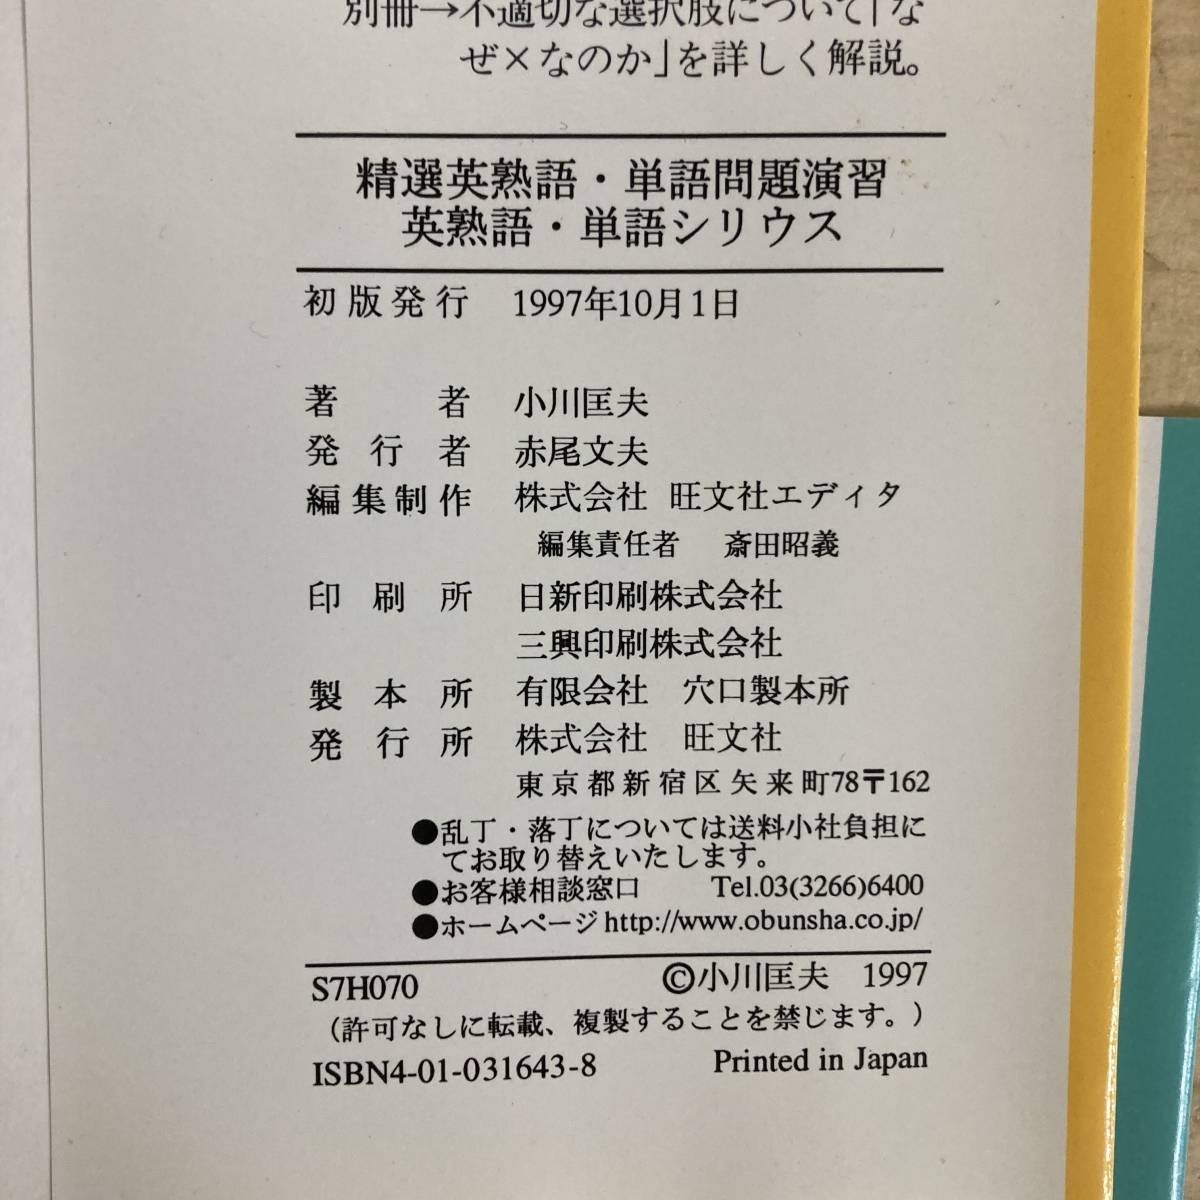 別冊→不適切な選択肢について「な
ぜ×なのか」を詳しく解説。
精選英熟語・単語問題演習
英熟語・単語シリウス
初版発行 1997年10月1日
著者 小川匡夫
発行者 赤尾文夫
編集制作 株式会社 旺文社エディタ
編集責任者 斎田昭義
印刷所 日新印刷株式会社
三興印刷株式会社
製本所 有限会社 穴口製本所
発行所 株式会社 旺文社
東京都新宿区矢来町78〒162
●乱丁・落丁については送料小社負担に
てお取り替えいたします。
●お客様相談窓口 Tel.03(3266)6400
●ホームページhttp://www.obunsha.co.jp/
S7H070 ©小川匡夫 1997
（許可なしに転載、複製することを禁じます。）
ISBN4-01-031643-8 Printed in Japan